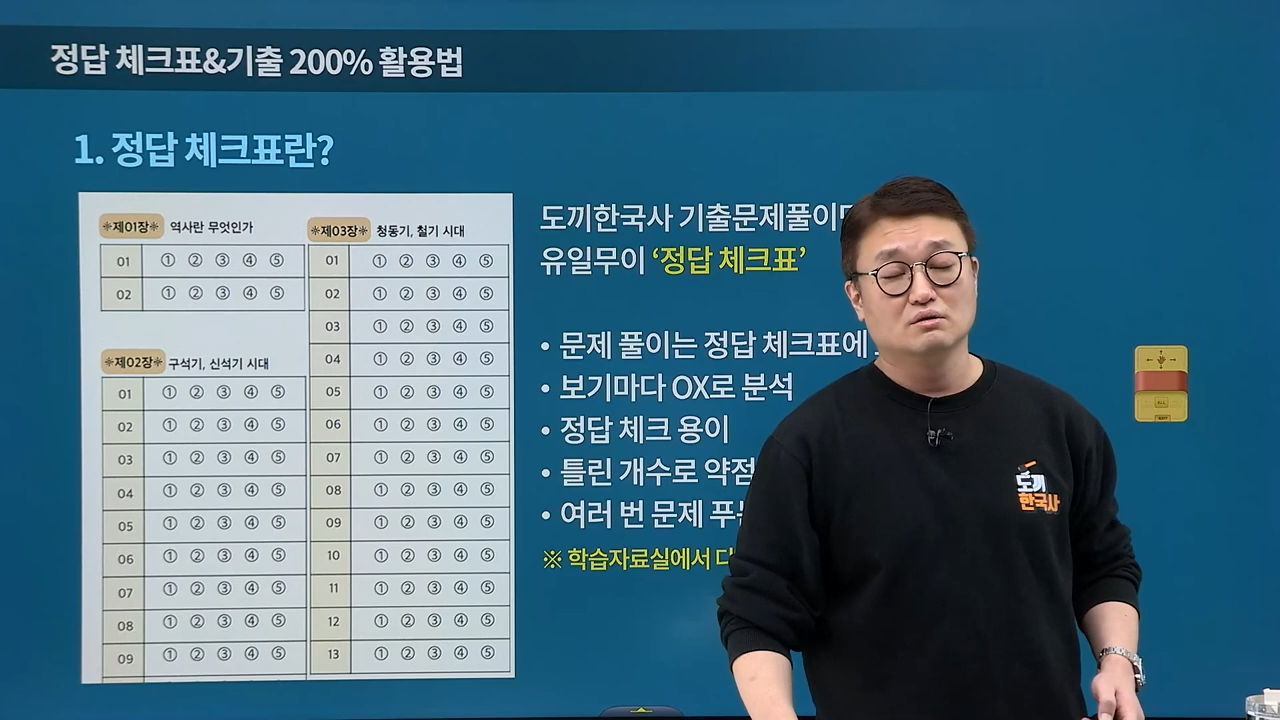 정답 체크표&기출 200% 활용법
1. 정답 체크표란?
*제01장* 역사란 무엇인가
01 ① ② ③ ④ ⑤
02 ① ② ③ ④ ⑤
*제02장* 구석기, 신석기 시대
01 ① ② ③ ④ ⑤
02 ① ② ③ ④ ⑤
03 ① ② ③ ④ ⑤
04 ① ② ③ ④ ⑤
05 ① ② ③ ④ ⑤
06 ① ② ③ ④ ⑤
07 ① ② ③ ④ ⑤
08 ① ② ③ ④ ⑤
09 ① ② ③ ④ ⑤
*제03장* 청동기, 철기 시대
01 ① ② ③ ④ ⑤
02 ① ② ③ ④ ⑤
03 ① ② ③ ④ ⑤
04 ① ② ③ ④ ⑤
05 ① ② ③ ④ ⑤
06 ① ② ③ ④ ⑤
07 ① ② ③ ④ ⑤
08 ① ② ③ ④ ⑤
09 ① ② ③ ④ ⑤
10 ① ② ③ ④ ⑤
11 ① ② ③ ④ ⑤
12 ① ② ③ ④ ⑤
13 ① ② ③ ④ ⑤
도끼한국사 기출문제풀이
유일무이 ‘정답 체크표’
• 문제 풀이는 정답 체크표에
• 보기마다 OX로 분석
• 정답 체크 용이
• 틀린 개수로 약점
• 여러 번 문제
※ 학습자료실에서
도끼
한국사